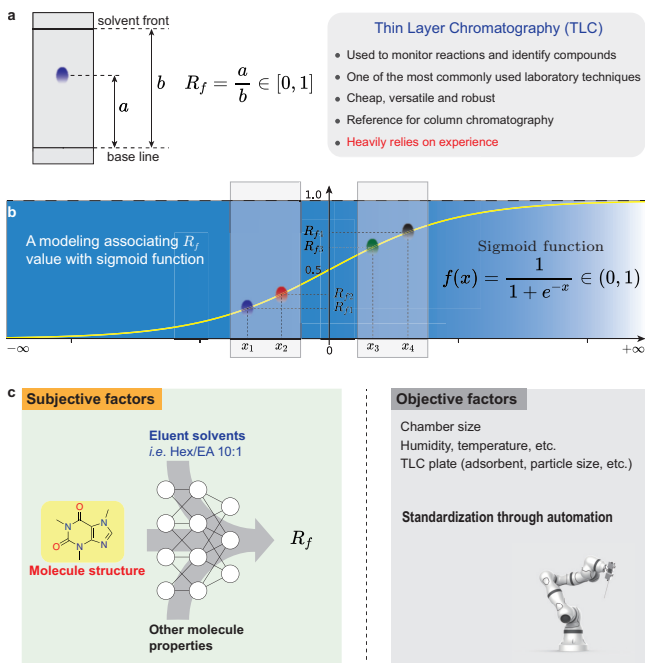 a
solvent front
a
b
base line
R_f = a/b ∈ [0,1]
Thin Layer Chromatography (TLC)
• Used to monitor reactions and identify compounds
• One of the most commonly used laboratory techniques
• Cheap, versatile and robust
• Reference for column chromatography
• Heavily relies on experience
b
A modeling associating R_f
value with sigmoid function
1.0
R_f3
0.5
R_f2
R_f1
Sigmoid function
f(x) = 1/(1 + e^{-x}) ∈ (0,1)
−∞
x_1
x_2
0
x_3
x_4
+∞
c
Subjective factors
Eluent solvents
i.e. Hex/EA 10:1
O
N
N
O
N
N
Molecule structure
R_f
Other molecule
properties
Objective factors
Chamber size
Humidity, temperature, etc.
TLC plate (adsorbent, particle size, etc.)
Standardization through automation